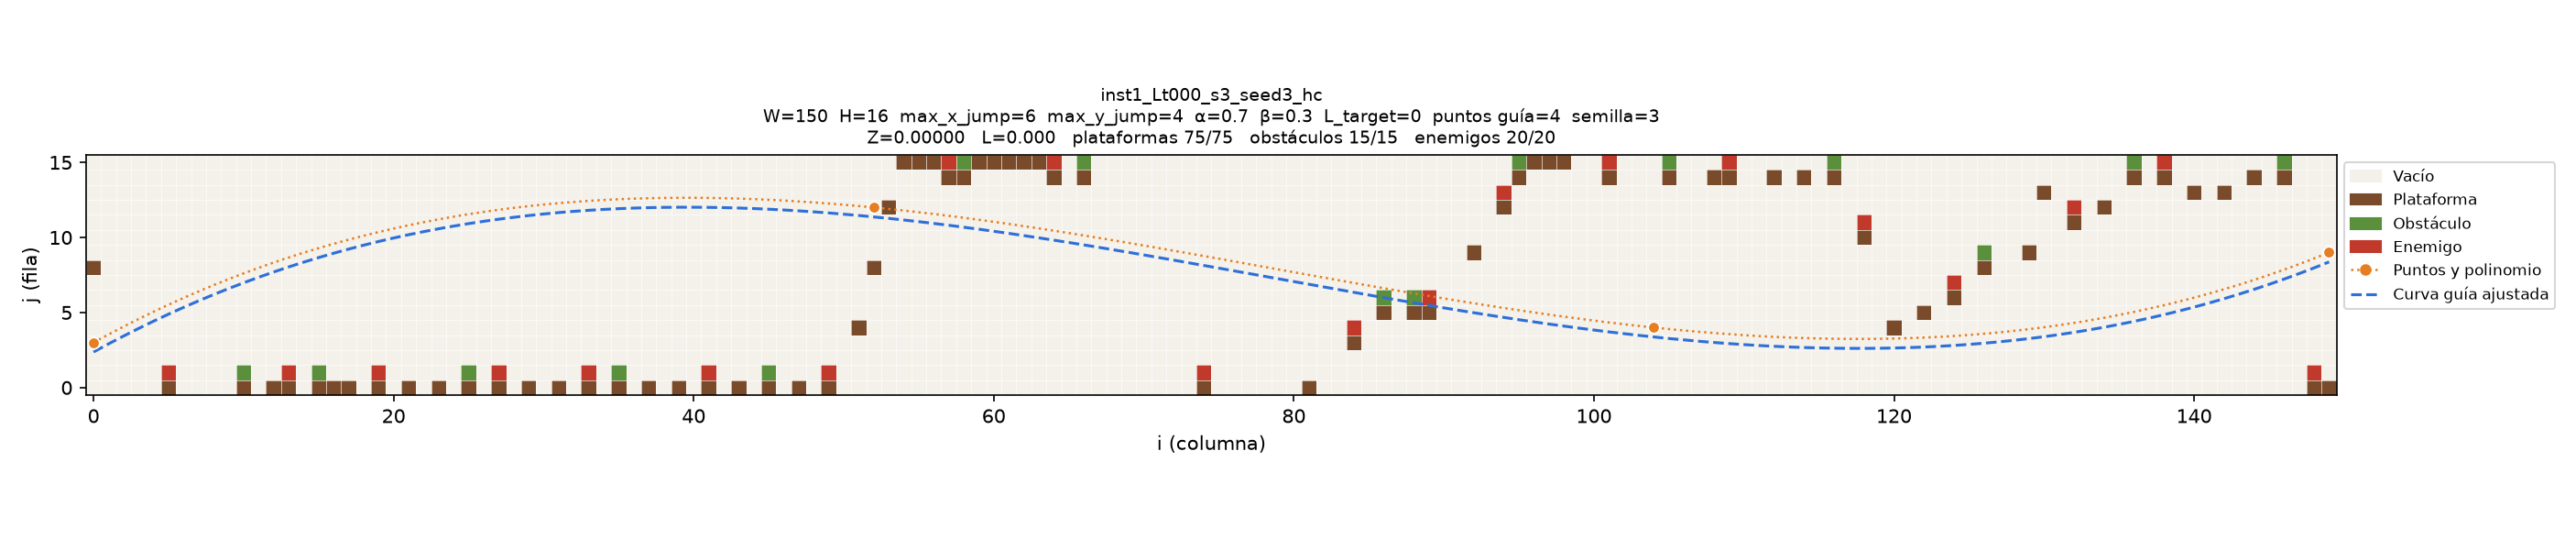 inst1_Lt000_s3_seed3_hc
W=150 H=16 max_x_jump=6 max_y_jump=4 α=0.7 β=0.3 L_target=0 puntos guía=4 semilla=3
Z=0.00000 L=0.000 plataformas 75/75 obstáculos 15/15 enemigos 20/20
15
10
5
0
j (fila)
0 20 40 60 80 100 120 140
i (columna)
Vacío
Plataforma
Obstáculo
Enemigo
Puntos y polinomio
Curva guía ajustada